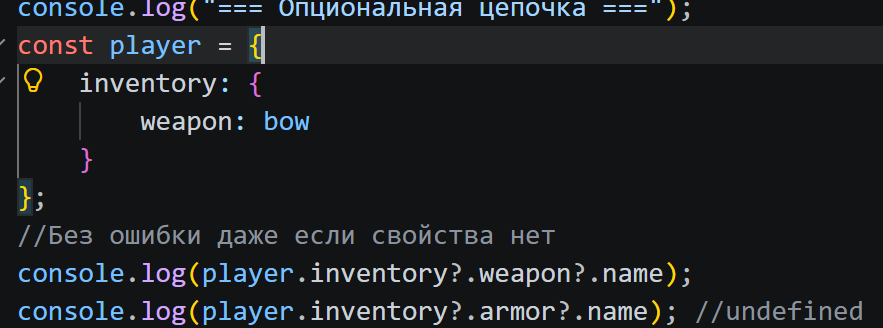 console.log("=== Опциональная цепочка ===");
const player = {
inventory: {
weapon: bow
}
};
//Без ошибки даже если свойства нет
console.log(player.inventory?.weapon?.name);
console.log(player.inventory?.armor?.name); //undefined